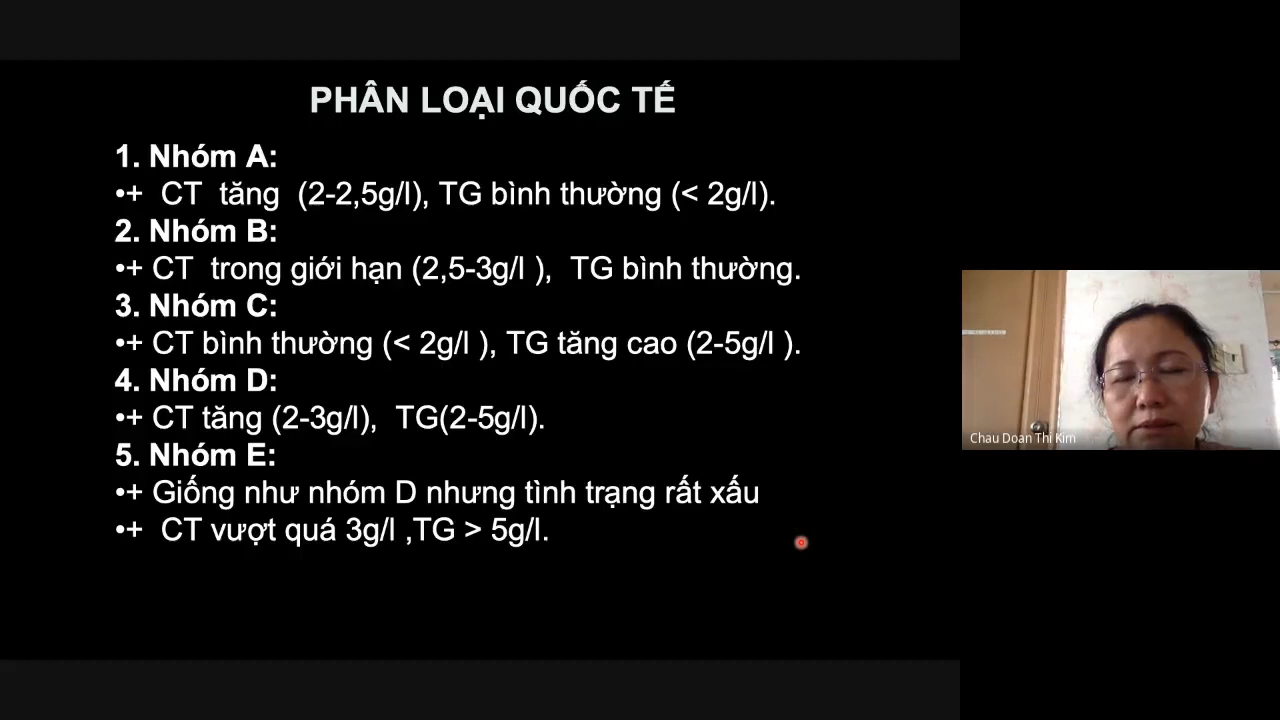 PHÂN LOẠI QUỐC TẾ
1. Nhóm A:
•+ CT tăng (2-2,5g/l), TG bình thường (< 2g/l).
2. Nhóm B:
•+ CT trong giới hạn (2,5-3g/l ), TG bình thường.
3. Nhóm C:
•+ CT bình thường (< 2g/l ), TG tăng cao (2-5g/l ).
4. Nhóm D:
•+ CT tăng (2-3g/l), TG(2-5g/l).
5. Nhóm E:
•+ Giống như nhóm D nhưng tình trạng rất xấu
•+ CT vượt quá 3g/l ,TG > 5g/l.
Chau Doan Thi Kim